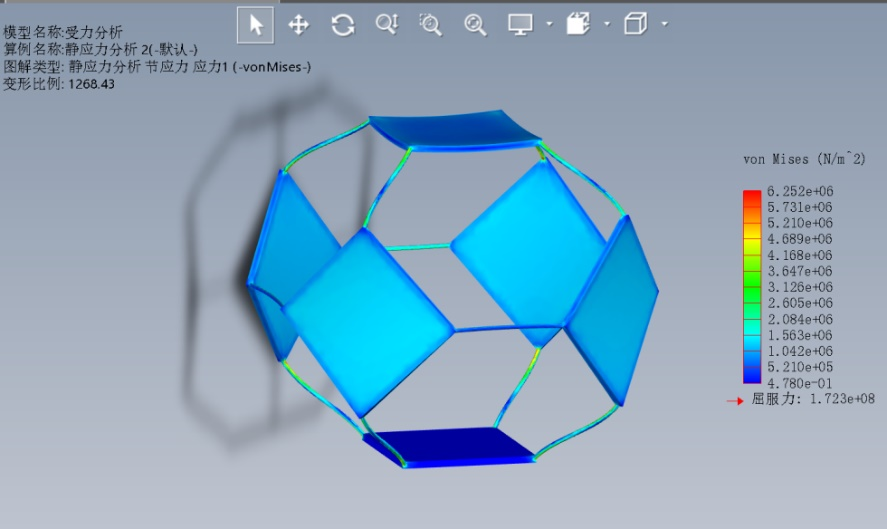 模型名称:受力分析
算例名称:静应力分析 2(-默认-)
图解类型: 静应力分析 节应力 应力1 (-vonMises-)
变形比例: 1268.43
von Mises (N/m^2)
6.252e+06
5.731e+06
5.210e+06
4.689e+06
4.168e+06
3.647e+06
3.126e+06
2.605e+06
2.084e+06
1.563e+06
1.042e+06
5.210e+05
4.780e-01
屈服力: 1.723e+08